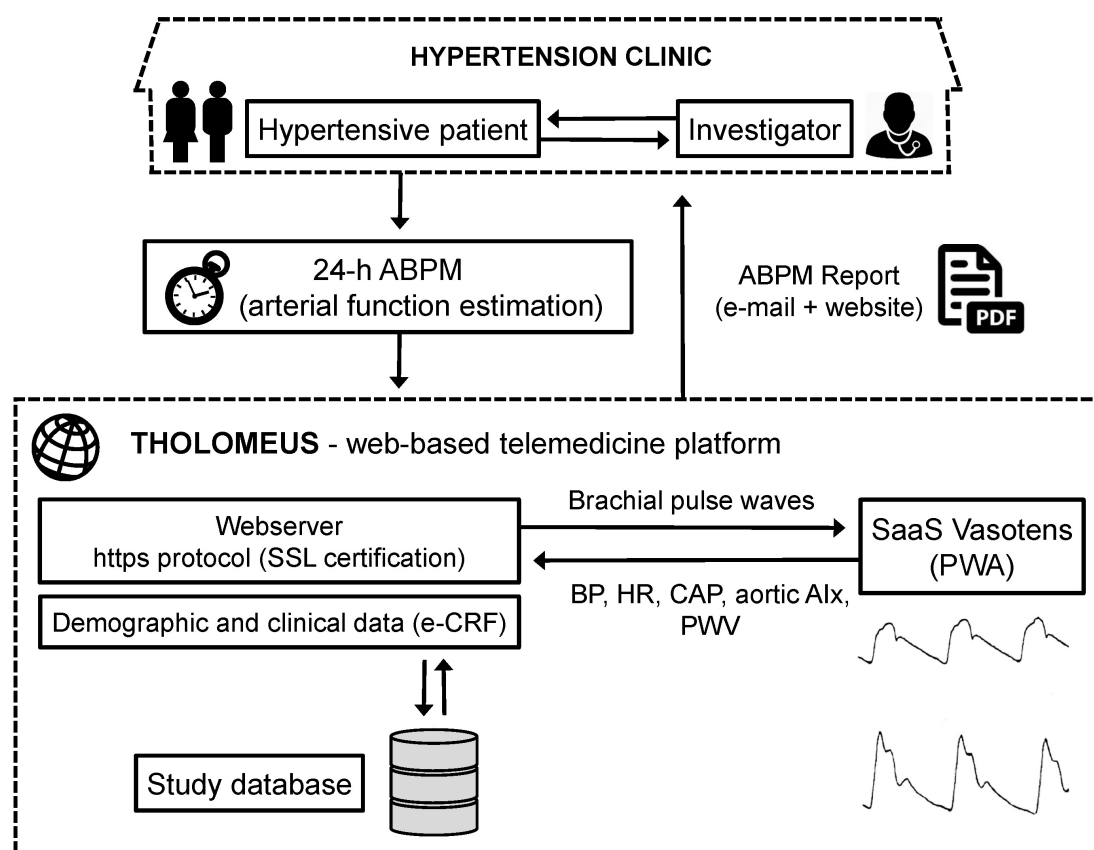 HYPERTENSION CLINIC
Hypertensive patient
Investigator
24-h ABPM
(arterial function estimation)
ABPM Report
(e-mail + website)
PDF
THOLOMEUS - web-based telemedicine platform
Webserver
https protocol (SSL certification)
Brachial pulse waves
SaaS Vasotens
(PWA)
BP, HR, CAP, aortic AIx,
PWV
Demographic and clinical data (e-CRF)
Study database